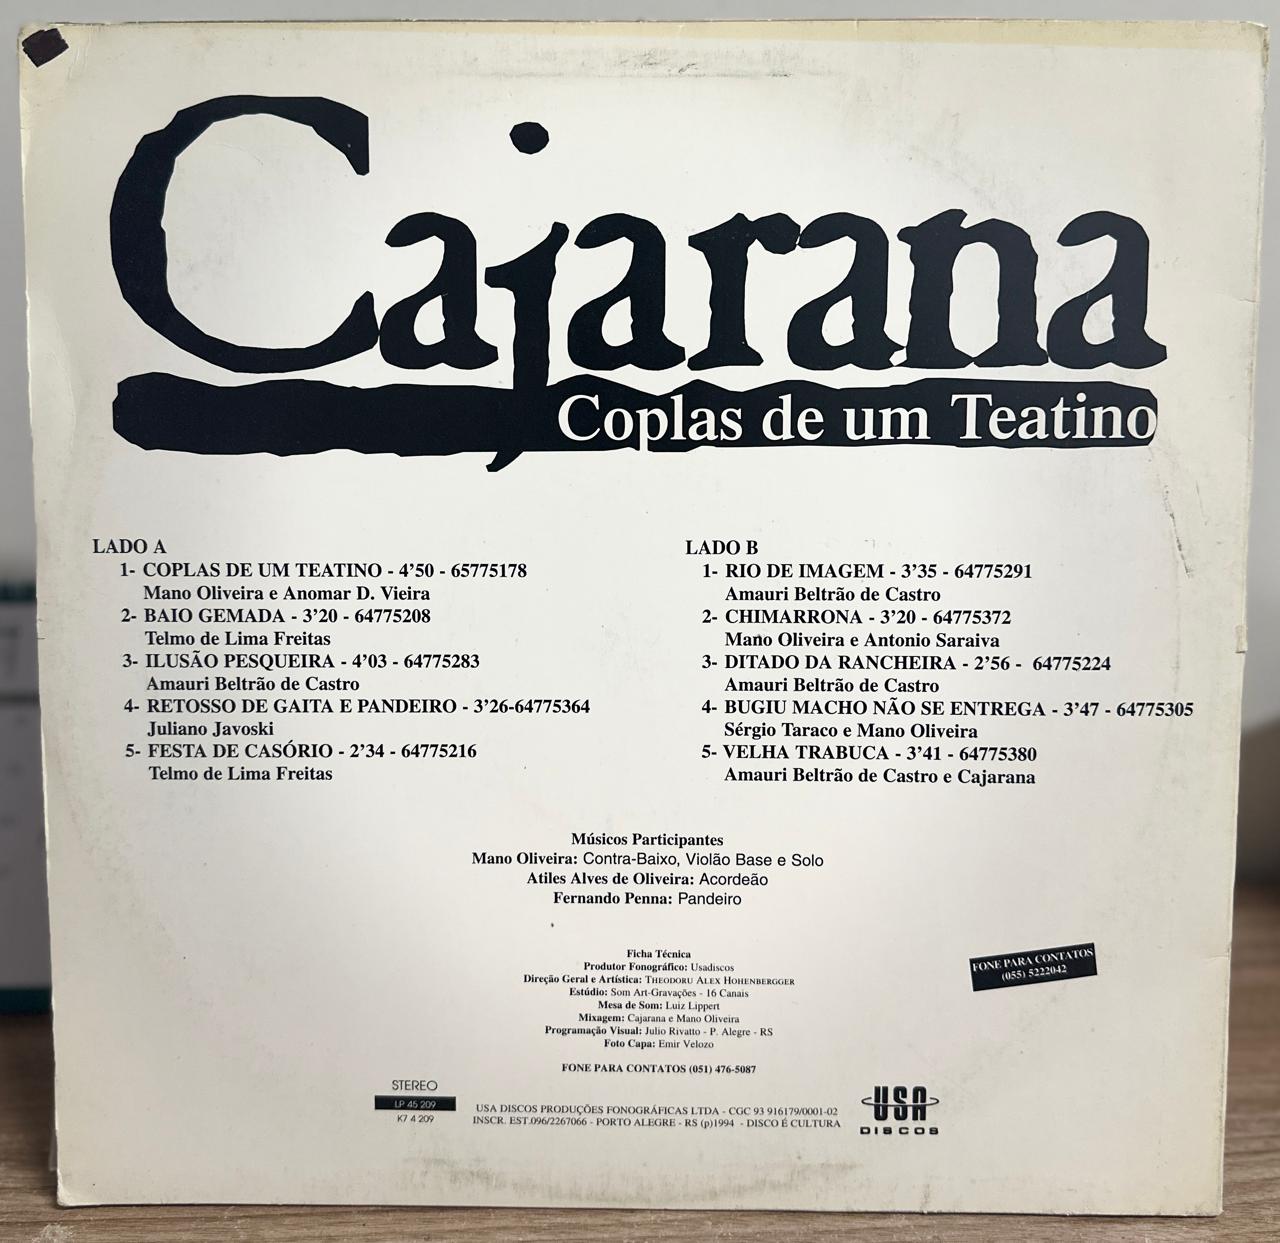 Cajarana
Coplas de um Teatino
LADO A
1- COPLAS DE UM TEATINO - 4'50 - 65775178
Mano Oliveira e Anomar D. Vieira
2- BAIO GEMADA - 3'20 - 64775208
Telmo de Lima Freitas
3- ILUSÃO PESQUEIRA - 4'03 - 64775283
Amauri Beltrão de Castro
4- RETOSSO DE GAITA E PANDEIRO - 3'26-64775364
Juliano Javoski
5- FESTA DE CASÓRIO - 2'34 - 64775216
Telmo de Lima Freitas
LADO B
1- RIO DE IMAGEM - 3'35 - 64775291
Amauri Beltrão de Castro
2- CHIMARRONA - 3'20 - 64775372
Mano Oliveira e Antonio Saraiva
3- DITADO DA RANCHEIRA - 2'56 - 64775224
Amauri Beltrão de Castro
4- BUGIU MACHO NÃO SE ENTREGA - 3'47 - 64775305
Sérgio Taraco e Mano Oliveira
5- VELHA TRABUCA - 3'41 - 64775380
Amauri Beltrão de Castro e Cajarana
Músicos Participantes
Mano Oliveira: Contra-Baixo, Violão Base e Solo
Atiles Alves de Oliveira: Acordeão
Fernando Penna: Pandeiro
Ficha Técnica
Produtor Fonográfico: Usadiscos
Direção Geral e Artística: THEODORU ALEX HOHENBERGGER
Estúdio: Som Art-Gravações - 16 Canais
Mesa de Som: Luiz Lippert
Mixagem: Cajarana e Mano Oliveira
Programação Visual: Julio Rivatto - P. Alegre - RS
Foto Capa: Emir Velozo
FONE PARA CONTATOS (051) 476-5087
FONE PARA CONTATOS
(055) 5222042
STEREO
LP 45 209
K7 4 209
USA DISCOS PRODUÇÕES FONOGRÁFICAS LTDA - CGC 93 916179/0001-02
INSCR. EST.096/2267066 - PORTO ALEGRE - RS (p)1994 - DISCO É CULTURA
USA
DISCOS